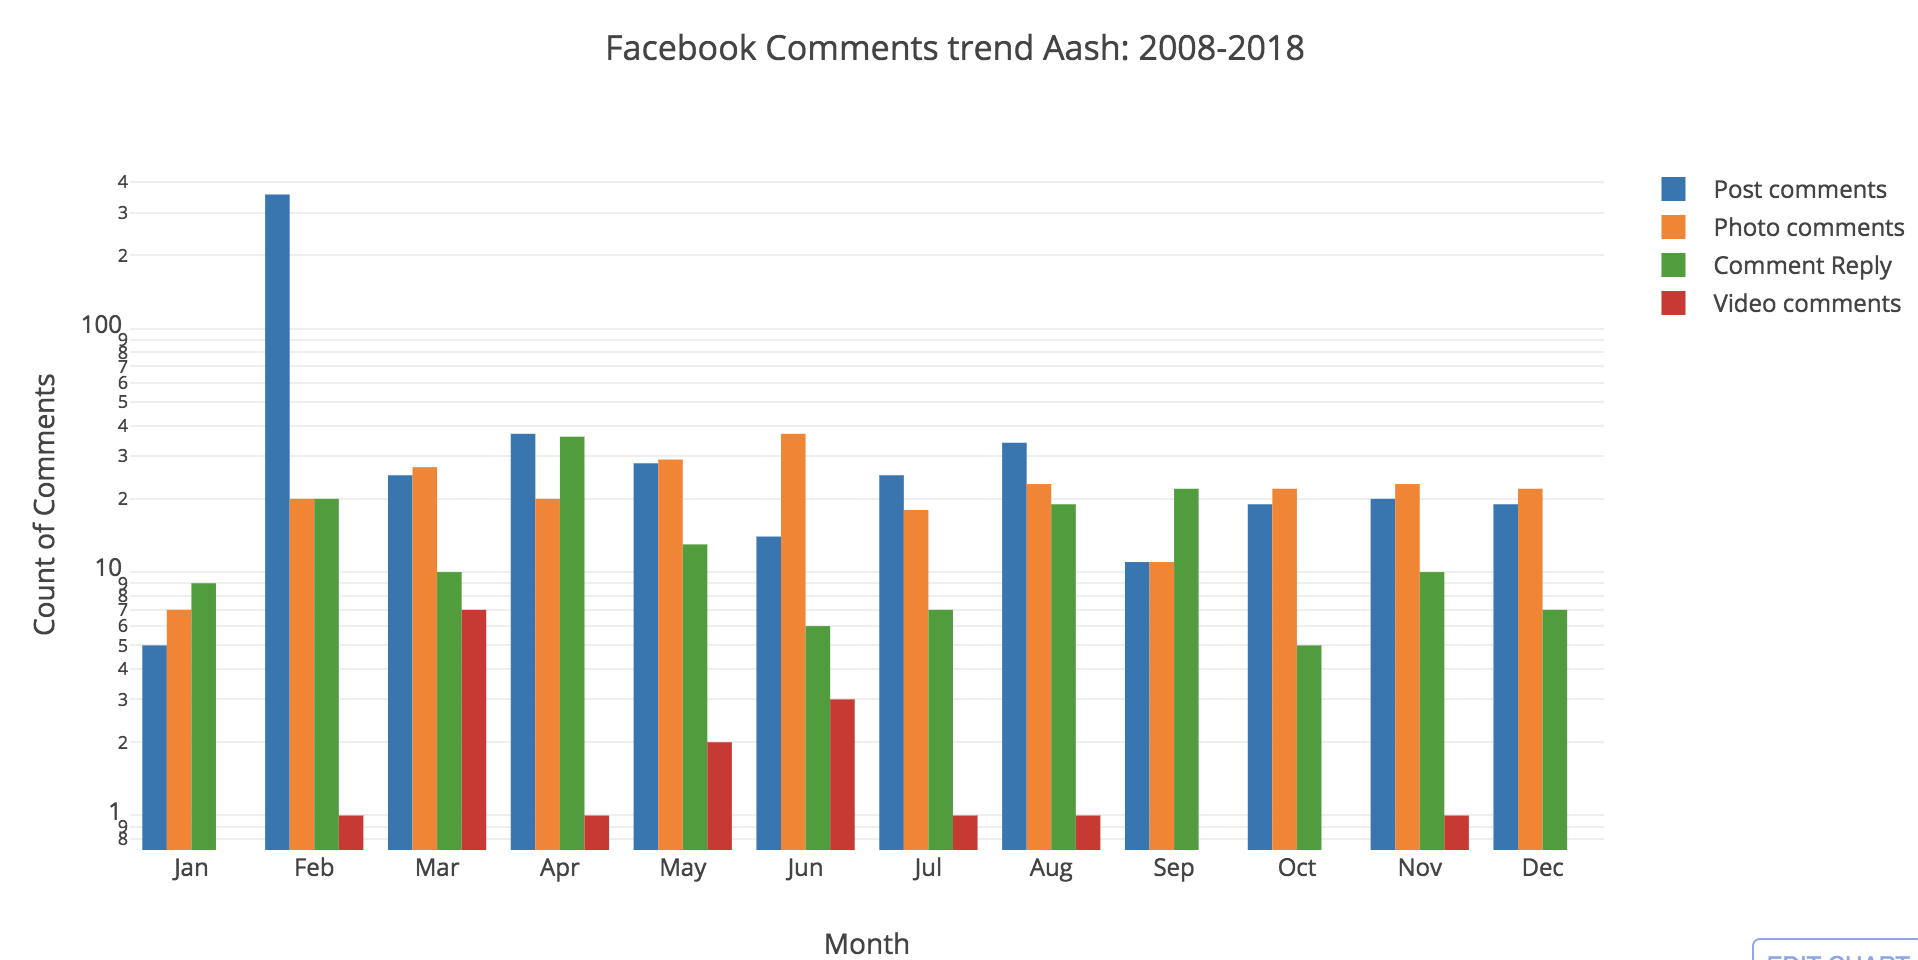 Facebook Comments trend Aash: 2008-2018
4
3
2
100
9
8
7
6
5
4
3
2
10
9
8
7
6
5
4
3
2
1
9
8
Count of Comments
Jan Feb Mar Apr May Jun Jul Aug Sep Oct Nov Dec
Month
Post comments
Photo comments
Comment Reply
Video comments
EDIT CHART